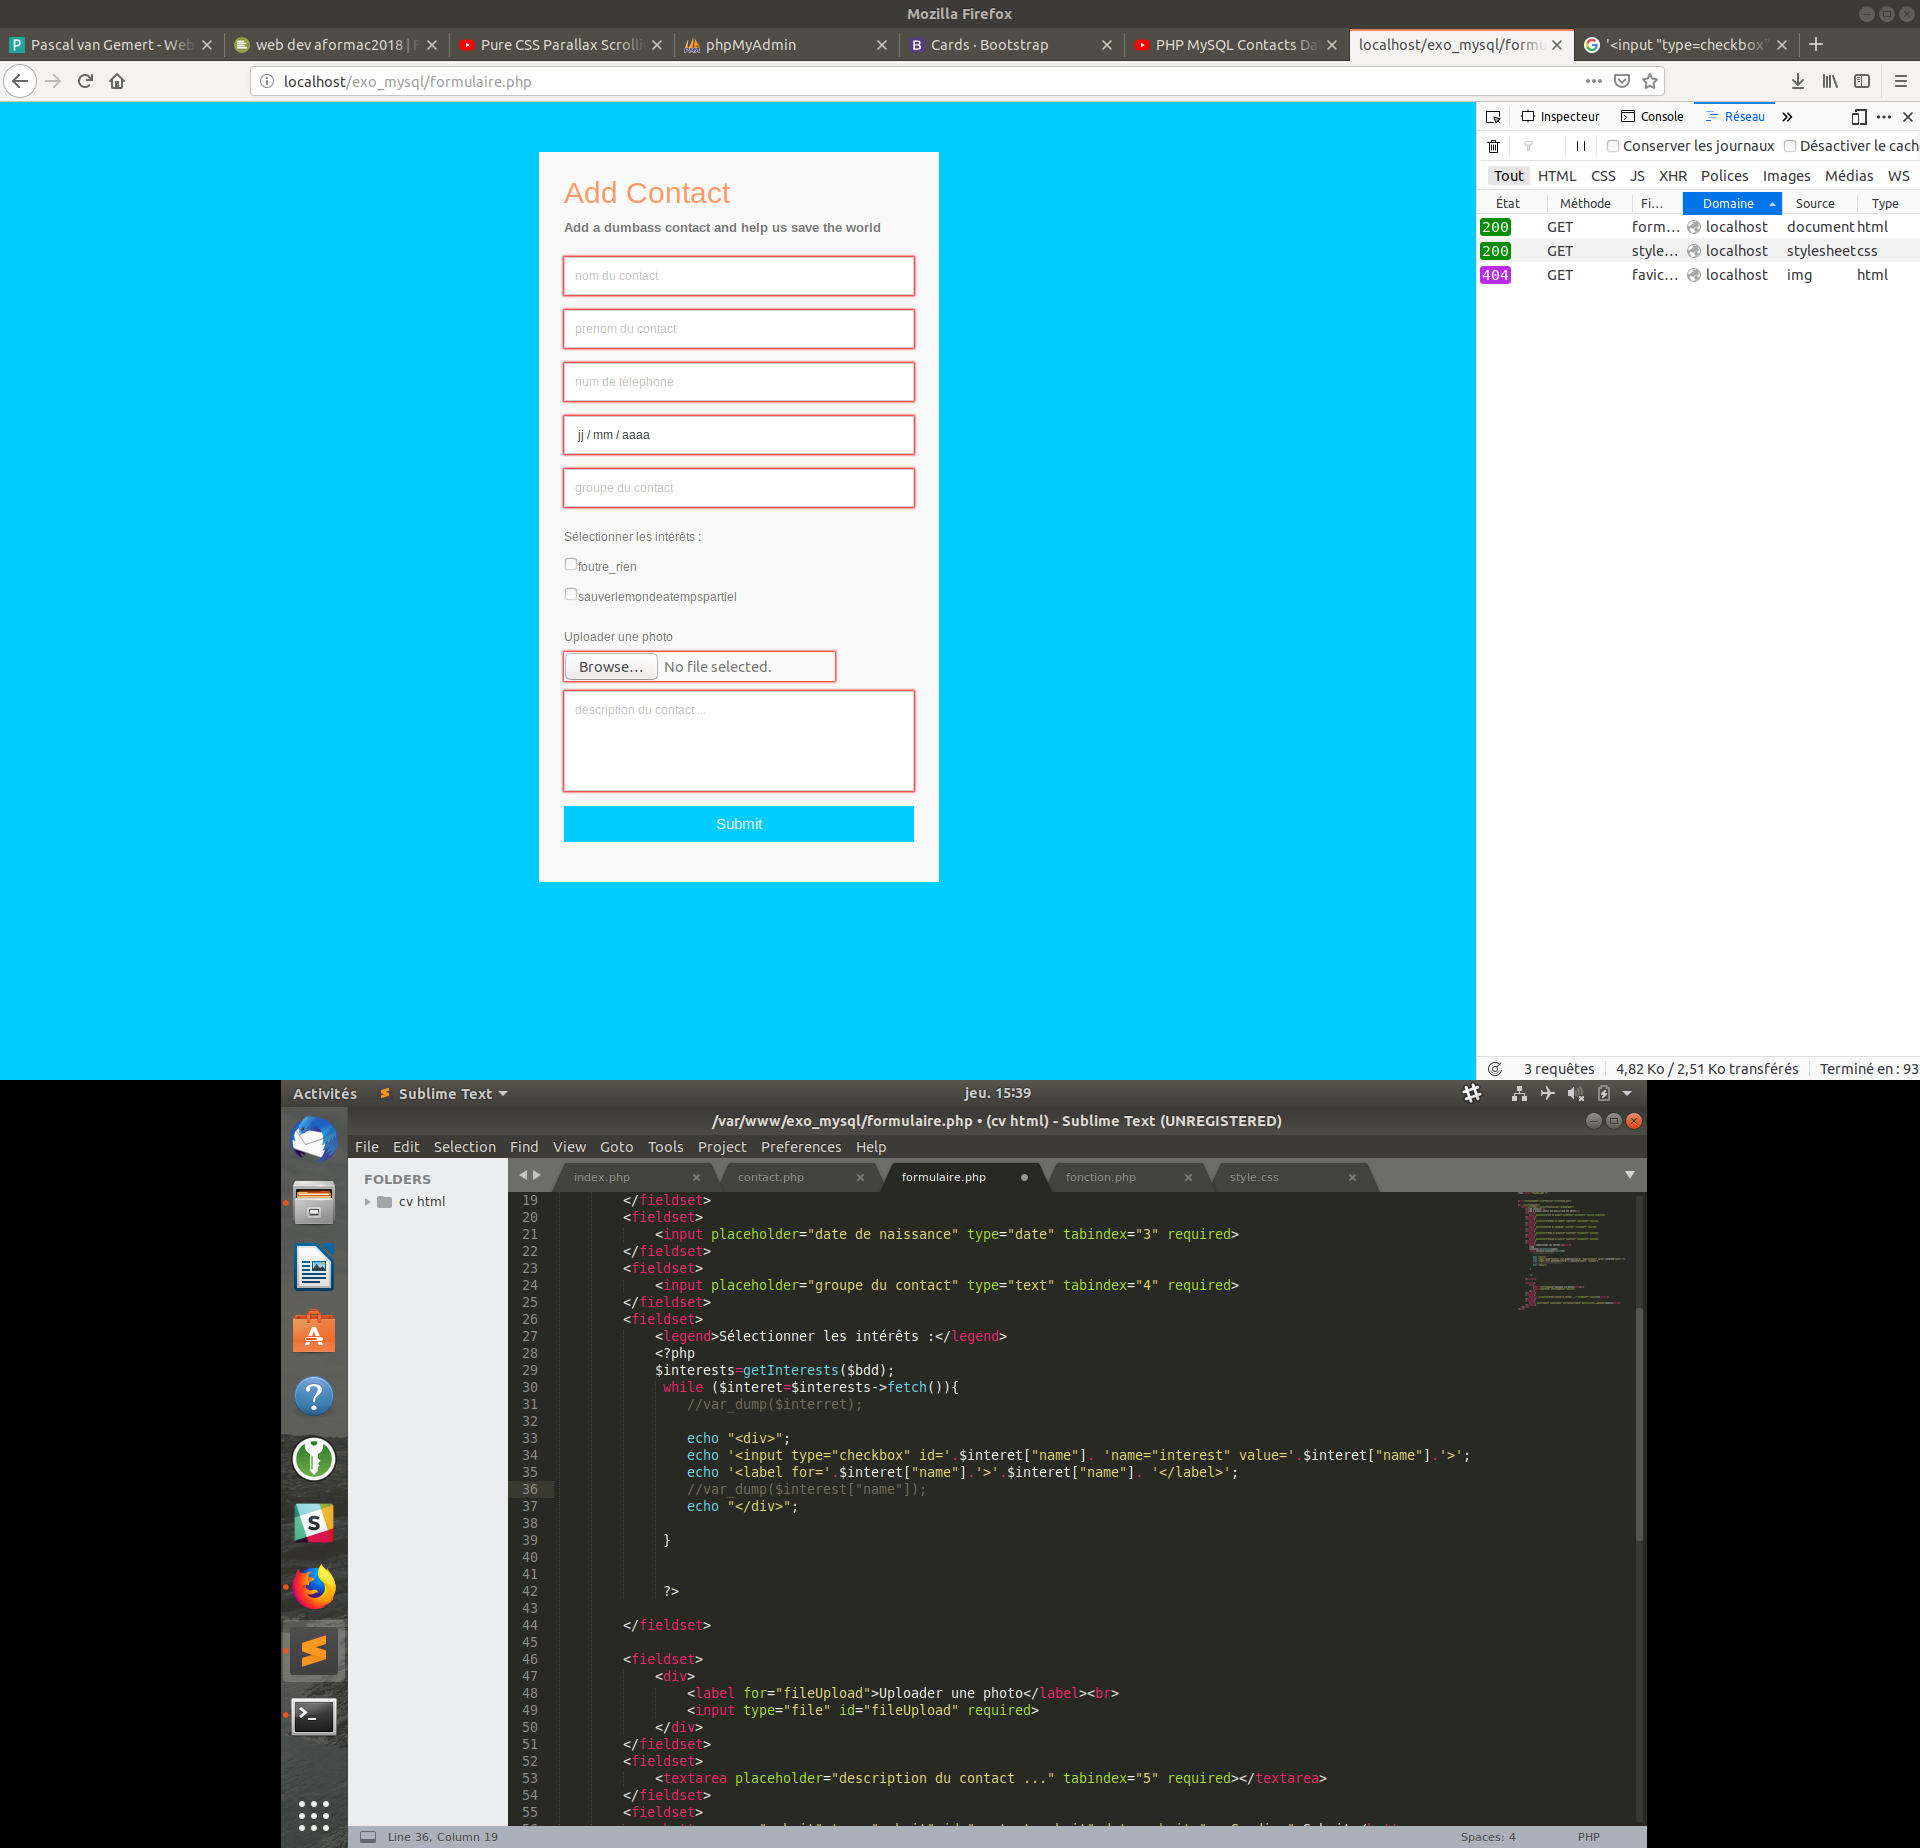 Mozilla Firefox
Pascal van Gemert - Web
web dev aformac2018 | F
Pure CSS Parallax Scrolli
phpMyAdmin
Cards · Bootstrap
PHP MySQL Contacts Da
localhost/exo_mysql/formu
'<input "type=checkbox"
localhost/exo_mysql/formulaire.php
Inspecteur
Console
Réseau
Conserver les journaux
Désactiver le cach
Tout HTML CSS JS XHR Polices Images Médias WS
État Méthode Fi... Domaine Source Type
200 GET form... localhost document html
200 GET style... localhost stylesheet css
404 GET favic... localhost img html
Add Contact
Add a dumbass contact and help us save the world
nom du contact
prenom du contact
num de telephone
jj / mm / aaaa
groupe du contact
Sélectionner les intérêts :
foutre_rien
sauverlemondeatempspartiel
Uploader une photo
Browse... No file selected.
description du contact ...
Submit
3 requêtes 4,82 Ko / 2,51 Ko transférés Terminé en : 93
Activités Sublime Text jeu. 15:39
/var/www/exo_mysql/formulaire.php • (cv html) - Sublime Text (UNREGISTERED)
File Edit Selection Find View Goto Tools Project Preferences Help
FOLDERS
cv html
index.php contact.php formulaire.php fonction.php style.css
19 </fieldset>
20 <fieldset>
21 <input placeholder="date de naissance" type="date" tabindex="3" required>
22 </fieldset>
23 <fieldset>
24 <input placeholder="groupe du contact" type="text" tabindex="4" required>
25 </fieldset>
26 <fieldset>
27 <legend>Sélectionner les intérêts :</legend>
28 <?php
29 $interests=getInterests($bdd);
30 while ($interet=$interests->fetch()){
31 //var_dump($interret);
32
33 echo "<div>";
34 echo '<input type="checkbox" id='.$interet["name"]. 'name="interest" value='.$interet["name"].'>';
35 echo '<label for='.$interet["name"].'>'.$interet["name"]. '</label>';
36 //var_dump($interest["name"]);
37 echo "</div>";
38
39 }
40
41
42 ?>
43
44 </fieldset>
45
46 <fieldset>
47 <div>
48 <label for="fileUpload">Uploader une photo</label><br>
49 <input type="file" id="fileUpload" required>
50 </div>
51 </fieldset>
52 <fieldset>
53 <textarea placeholder="description du contact ..." tabindex="5" required></textarea>
54 </fieldset>
55 <fieldset>
Line 36, Column 19 Spaces: 4 PHP